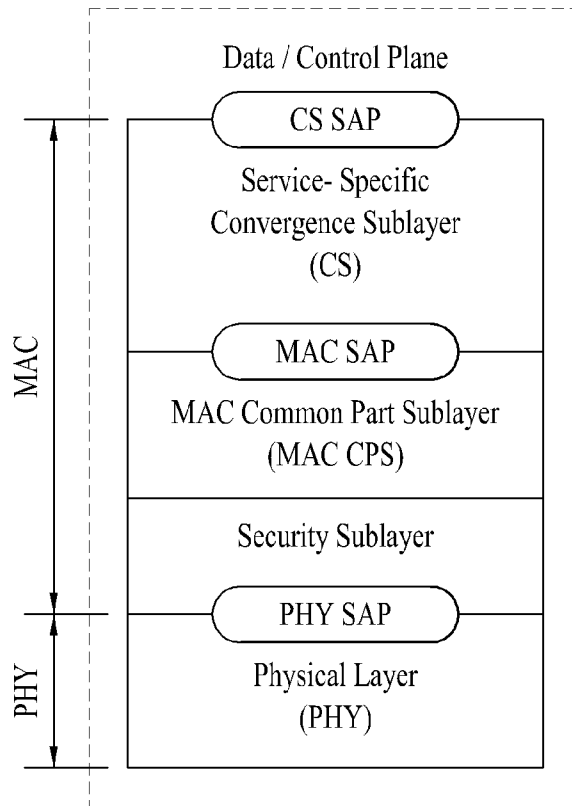 Data / Control Plane
CS SAP
Service- Specific
Convergence Sublayer
(CS)
MAC
MAC SAP
MAC Common Part Sublayer
(MAC CPS)
Security Sublayer
PHY SAP
PHY
Physical Layer
(PHY)